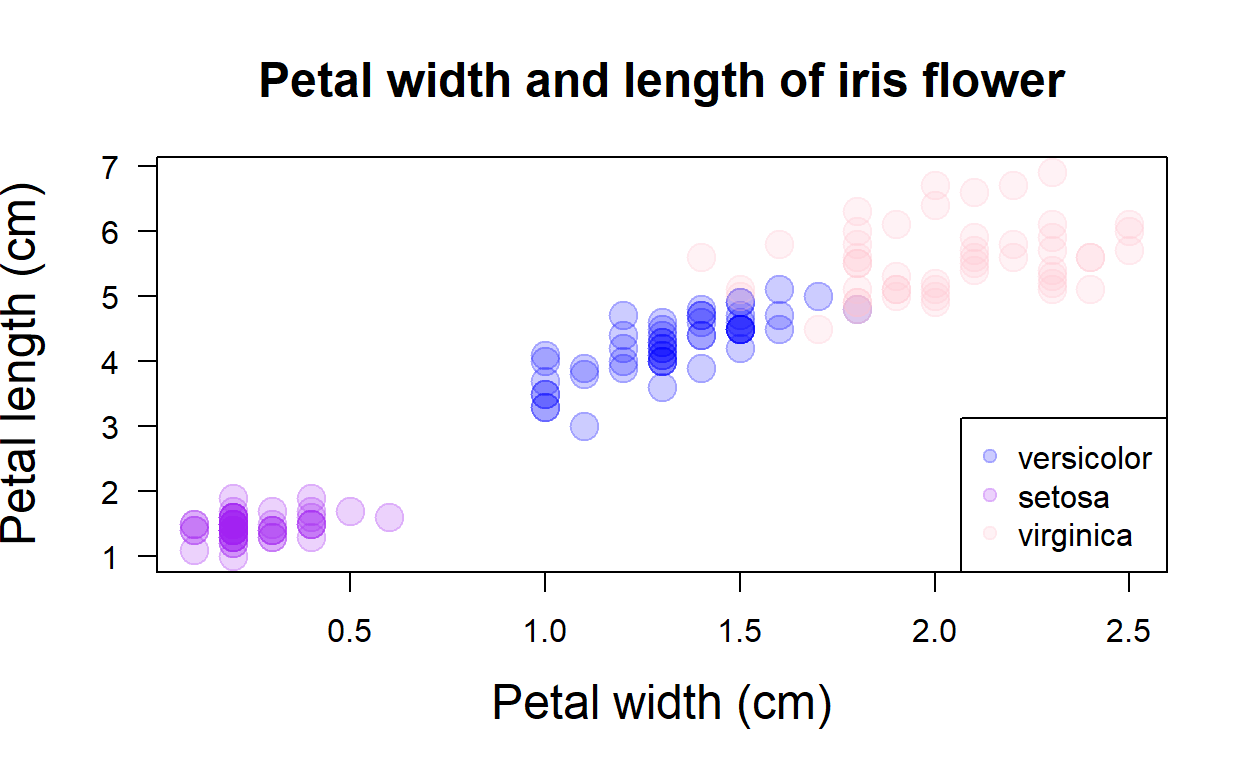 Petal width and length of iris flower
Petal length (cm)
7
6
5
4
3
2
1
versicolor
setosa
virginica
0.5 1.0 1.5 2.0 2.5
Petal width (cm)